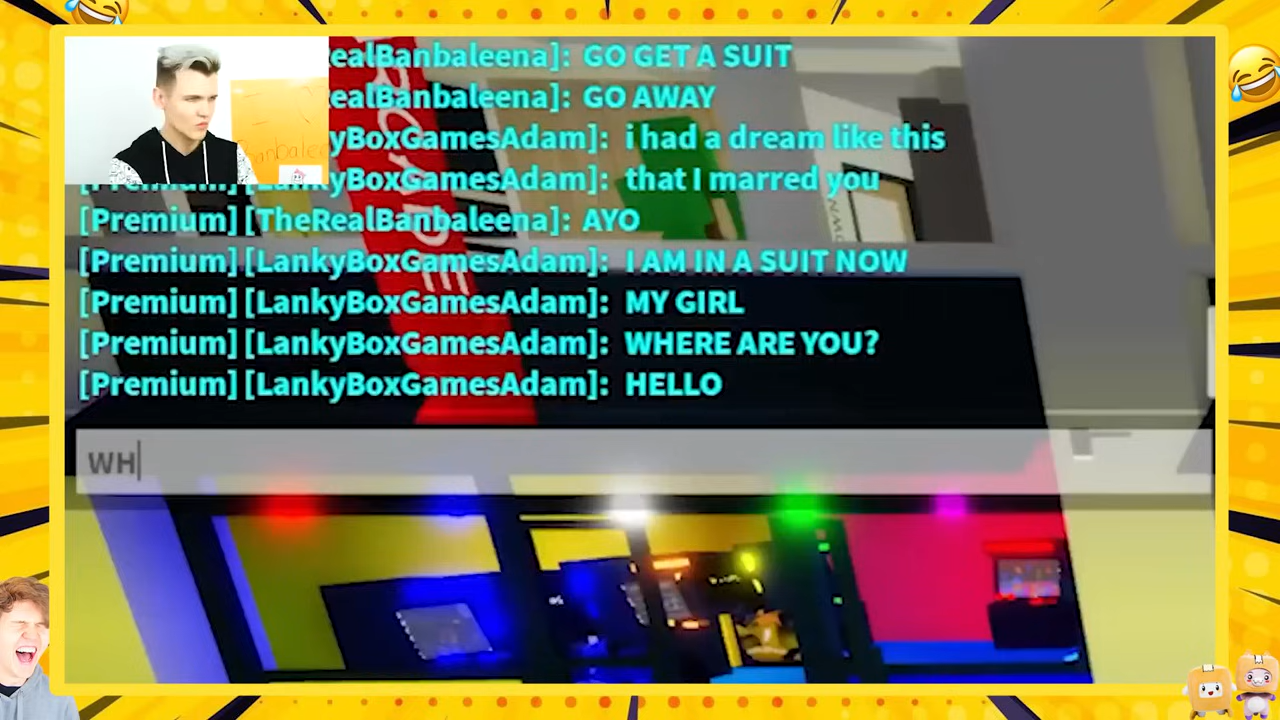 ealBanbaleena]: GO GET A SUIT
ealBanbaleena]: GO AWAY
yBoxGamesAdam]: i had a dream like this
yBoxGamesAdam]: that I marred you
[Premium] [TheRealBanbaleena]: AYO
[Premium] [LankyBoxGamesAdam]: I AM IN A SUIT NOW
[Premium] [LankyBoxGamesAdam]: MY GIRL
[Premium] [LankyBoxGamesAdam]: WHERE ARE YOU?
[Premium] [LankyBoxGamesAdam]: HELLO
WH